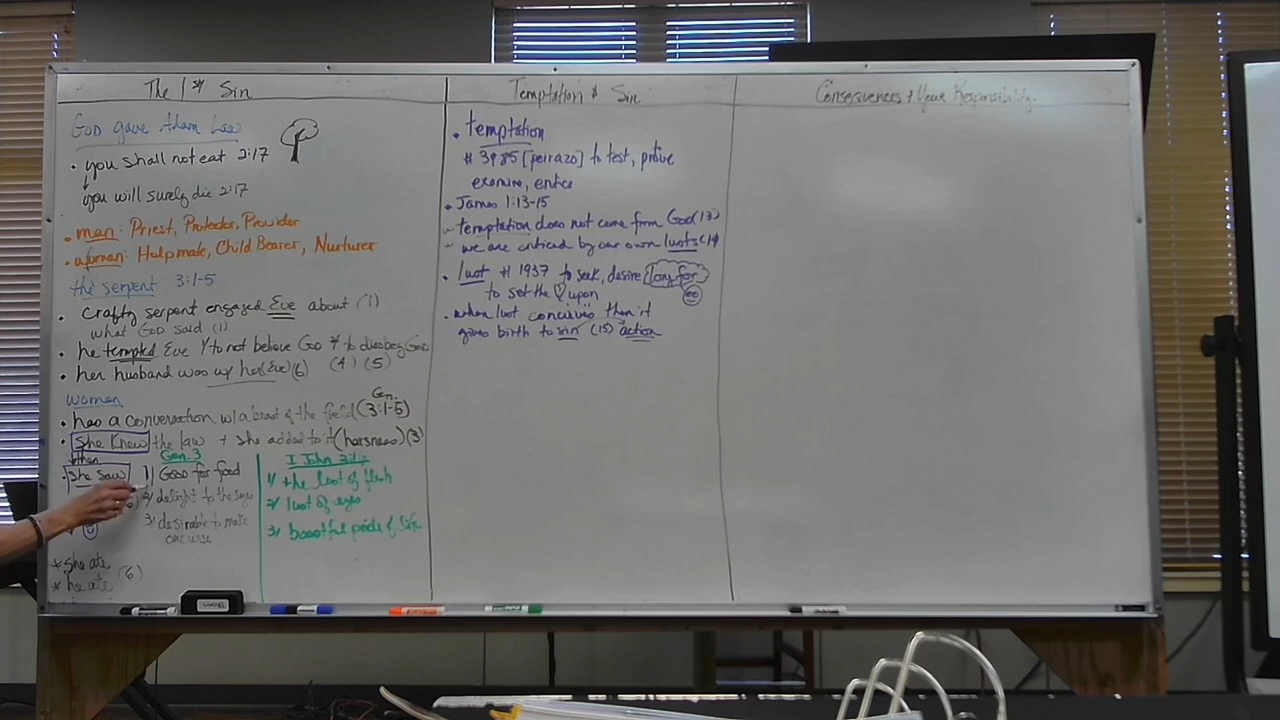 The 1st Sin
God gave Adam Law
• you shall not eat 2:17
you will surely die 2:17
• man: Priest, Protector, Provider
• woman: Helpmate, Child Bearer, Nurturer
the serpent 3:1-5
• crafty serpent engaged Eve about (1)
what God said (1)
• he tempted Eve 1/ to not believe God 2/ to disobey God
(4) (5)
• her husband was w/ her (Eve) (6)
woman
• has a conversation w/ a beast of the field (Gen. 3:1-5)
• She Knew the law + she added to it (harsness) (3)
then
• She saw
Gen. 3
1) Good for food
2/ delight to the eyes
3/ desirable to make
one wise
* She ate
* he ate (6)
I John
1/ the lust of flesh
2/ lust of eyes
3/ boastful pride of life
Temptation & Sin
• temptation
# 3985 [peirazo] to test, prove
examine, entice
• James 1:13-15
temptation does not come from God (13)
we are enticed by our own lusts (14
• lust # 1937 to seek, desire long for
to set the ♡ upon
• when lust conceives then it
gives birth to sin (15) action
Consequences + Your Responsibility